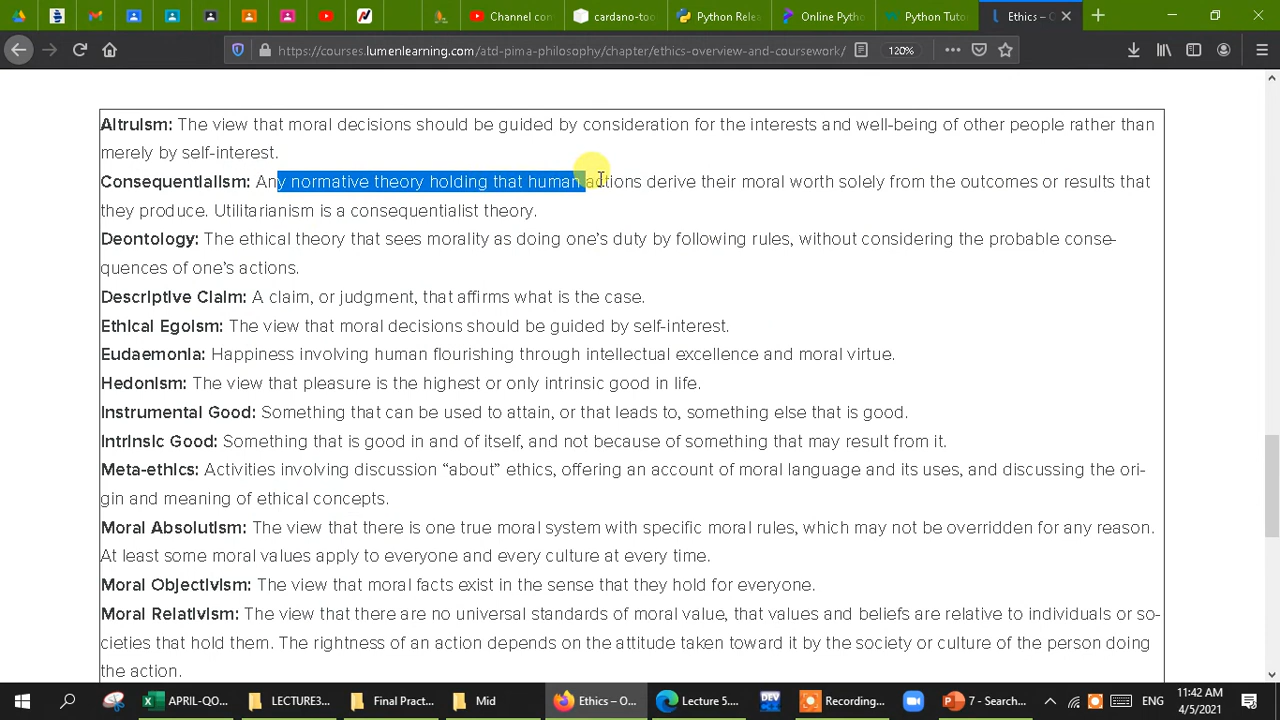 Channel con
cardano-too
Python Relea
Online Pytho
Python Tuto
Ethics – O
https://courses.lumenlearning.com/atd-pima-philosophy/chapter/ethics-overview-and-coursework/
120%
Altruism: The view that moral decisions should be guided by consideration for the interests and well-being of other people rather than
merely by self-interest.
Consequentialism: Any normative theory holding that human actions derive their moral worth solely from the outcomes or results that
they produce. Utilitarianism is a consequentialist theory.
Deontology: The ethical theory that sees morality as doing one’s duty by following rules, without considering the probable conse-
quences of one’s actions.
Descriptive Claim: A claim, or judgment, that affirms what is the case.
Ethical Egoism: The view that moral decisions should be guided by self-interest.
Eudaemonia: Happiness involving human flourishing through intellectual excellence and moral virtue.
Hedonism: The view that pleasure is the highest or only intrinsic good in life.
Instrumental Good: Something that can be used to attain, or that leads to, something else that is good.
Intrinsic Good: Something that is good in and of itself, and not because of something that may result from it.
Meta-ethics: Activities involving discussion “about” ethics, offering an account of moral language and its uses, and discussing the ori-
gin and meaning of ethical concepts.
Moral Absolutism: The view that there is one true moral system with specific moral rules, which may not be overridden for any reason.
At least some moral values apply to everyone and every culture at every time.
Moral Objectivism: The view that moral facts exist in the sense that they hold for everyone.
Moral Relativism: The view that there are no universal standards of moral value, that values and beliefs are relative to individuals or so-
cieties that hold them. The rightness of an action depends on the attitude taken toward it by the society or culture of the person doing
the action.
APRIL-QO...
LECTURE3...
Final Practic...
Mid
Ethics – O...
Lecture 5....
DEV
Recording...
7 - Search...
ENG
11:42 AM
4/5/2021